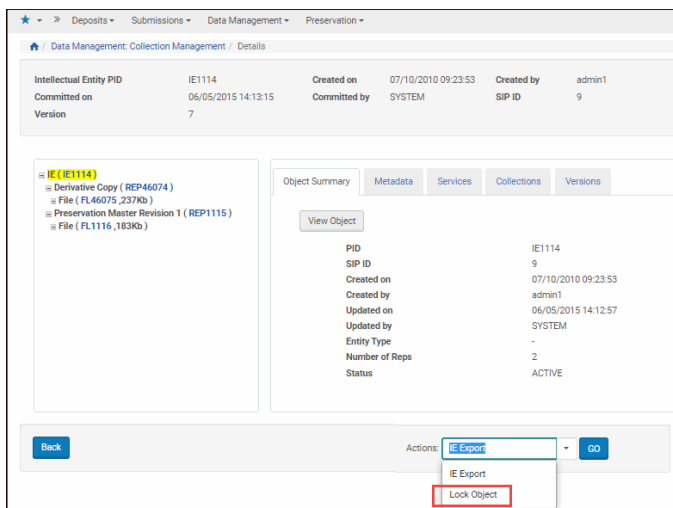 » Deposits Submissions Data Management Preservation
/ Data Management: Collection Management / Details
Intellectual Entity PID IE1114 Created on 07/10/2010 09:23:53 Created by admin1
Committed on 06/05/2015 14:13:15 Committed by SYSTEM SIP ID 9
Version 7
IE ( IE1114 )
Derivative Copy ( REP46074 )
File ( FL46075 ,237Kb )
Preservation Master Revision 1 ( REP1115 )
File ( FL1116 ,183Kb )
Object Summary Metadata Services Collections Versions
View Object
PID IE1114
SIP ID 9
Created on 07/10/2010 09:23:53
Created by admin1
Updated on 06/05/2015 14:12:57
Updated by SYSTEM
Entity Type -
Number of Reps 2
Status ACTIVE
Back Actions: IE Export GO
IE Export
Lock Object